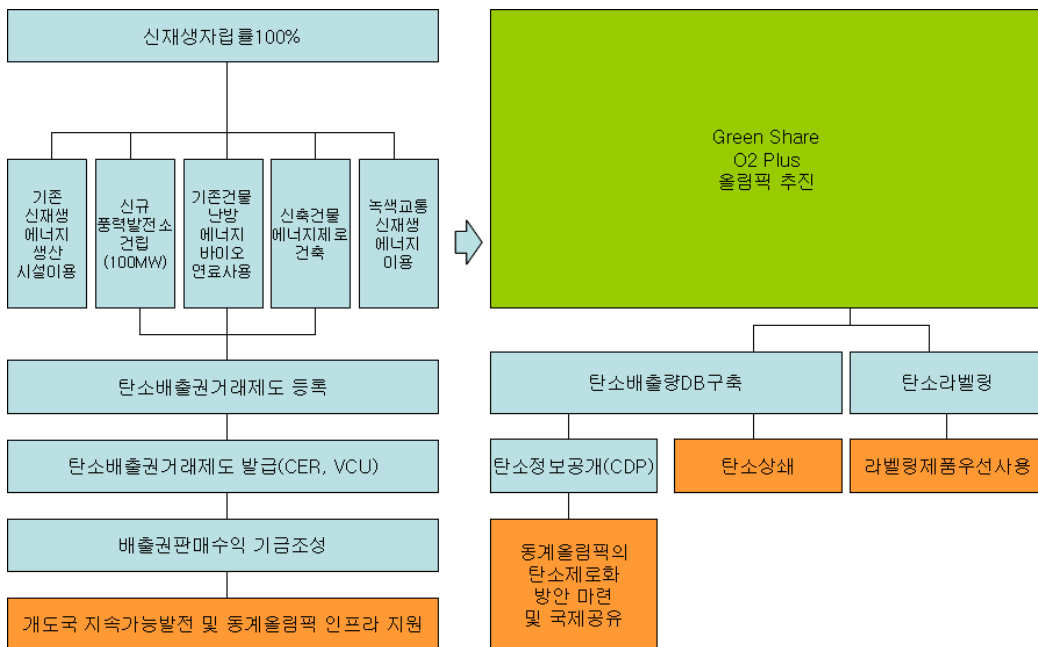 신재생자립률100%
기존
신재생
에너지
생산
시설이용
신규
풍력발전소
건립
(100MW)
기존건물
난방
에너지
바이오
연료사용
신축건물
에너지제로
건축
녹색교통
신재생
에너지
이용
탄소배출권거래제도 등록
탄소배출권거래제도 발급(CER, VCU)
배출권판매수익 기금조성
개도국 지속가능발전 및 동계올림픽 인프라 지원
Green Share
O2 Plus
올림픽 추진
탄소배출량DB구축
탄소라벨링
탄소정보공개(CDP)
탄소상쇄
라벨링제품우선사용
동계올림픽의
탄소제로화
방안 마련
및 국제공유